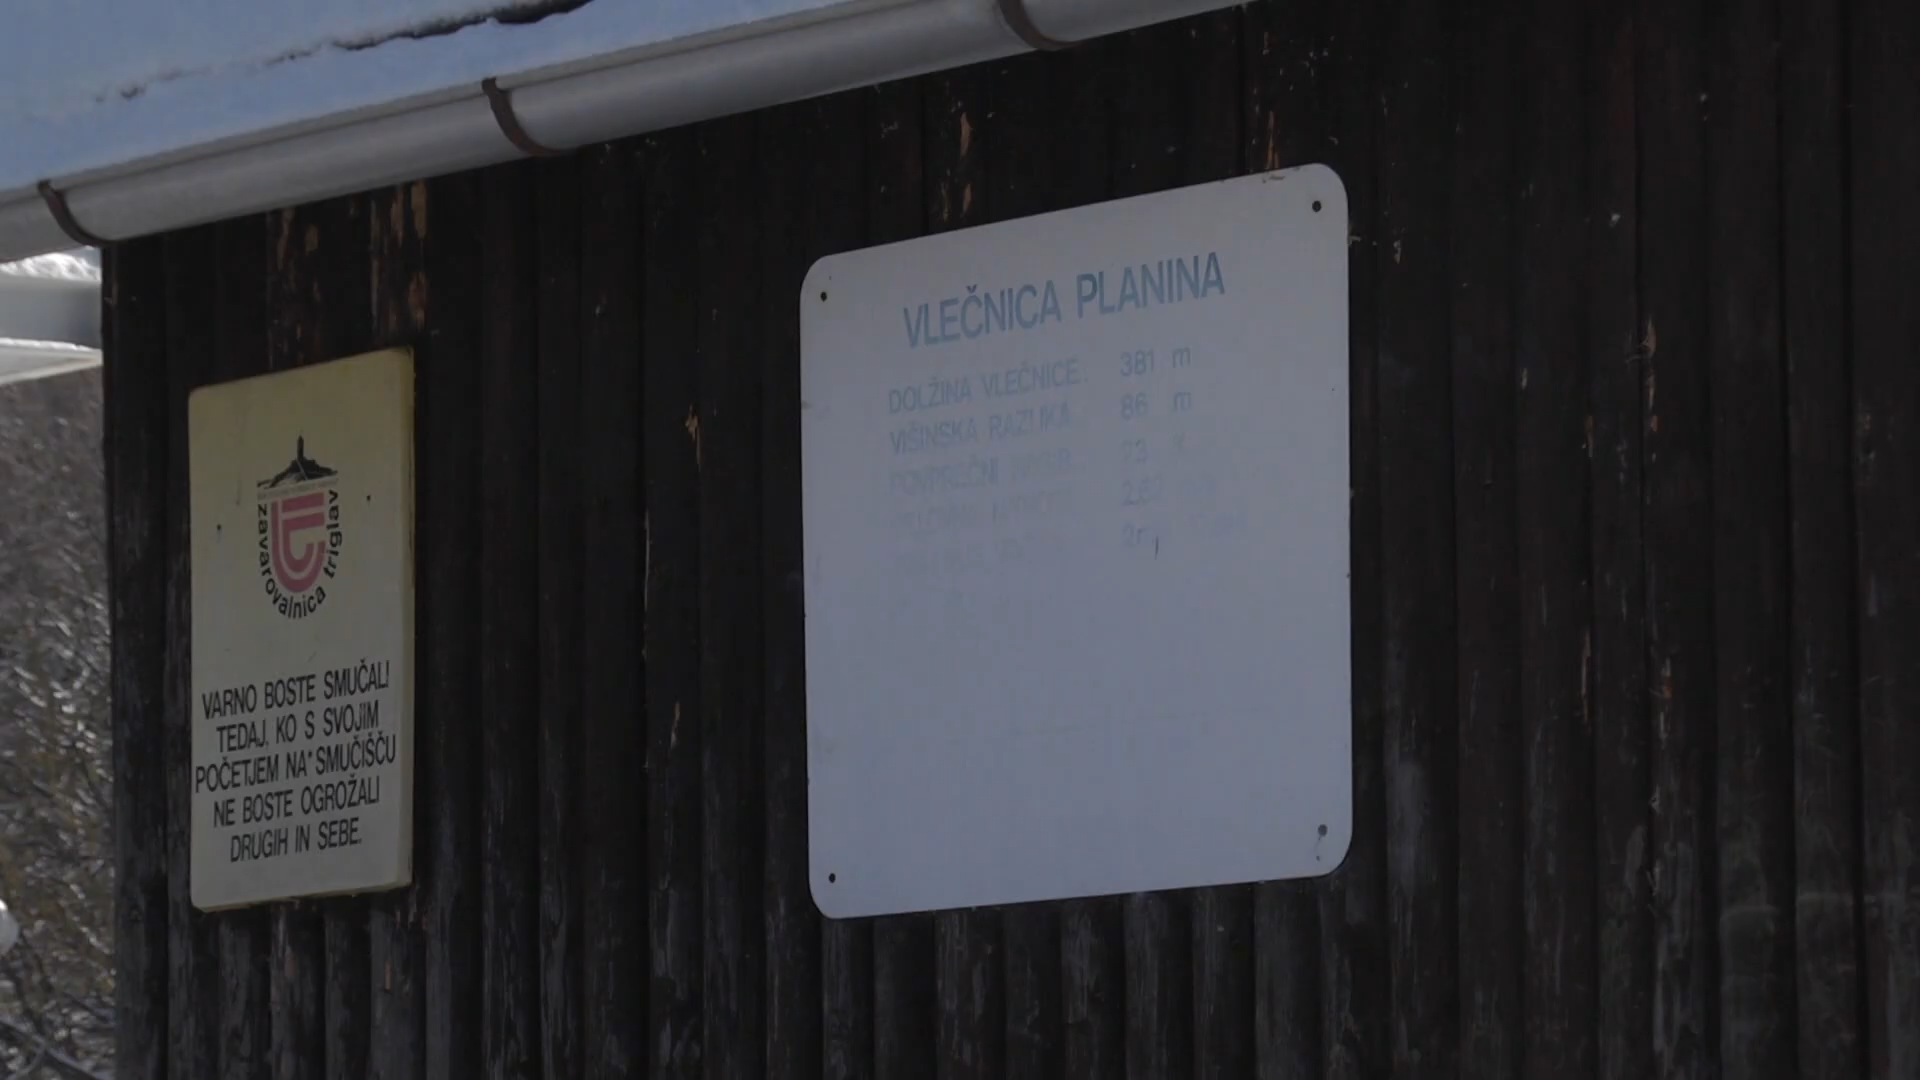 zavarovalnica triglav
VARNO BOSTE SMUČALI
TEDAJ, KO S SVOJIM
POČETJEM NA SMUČIŠČU
NE BOSTE OGROŽALI
DRUGIH IN SEBE.
VLEČNICA PLANINA
DOLŽINA VLEČNICE: 381 m
VIŠINSKA RAZLIKA: 86 m
POVPREČNI